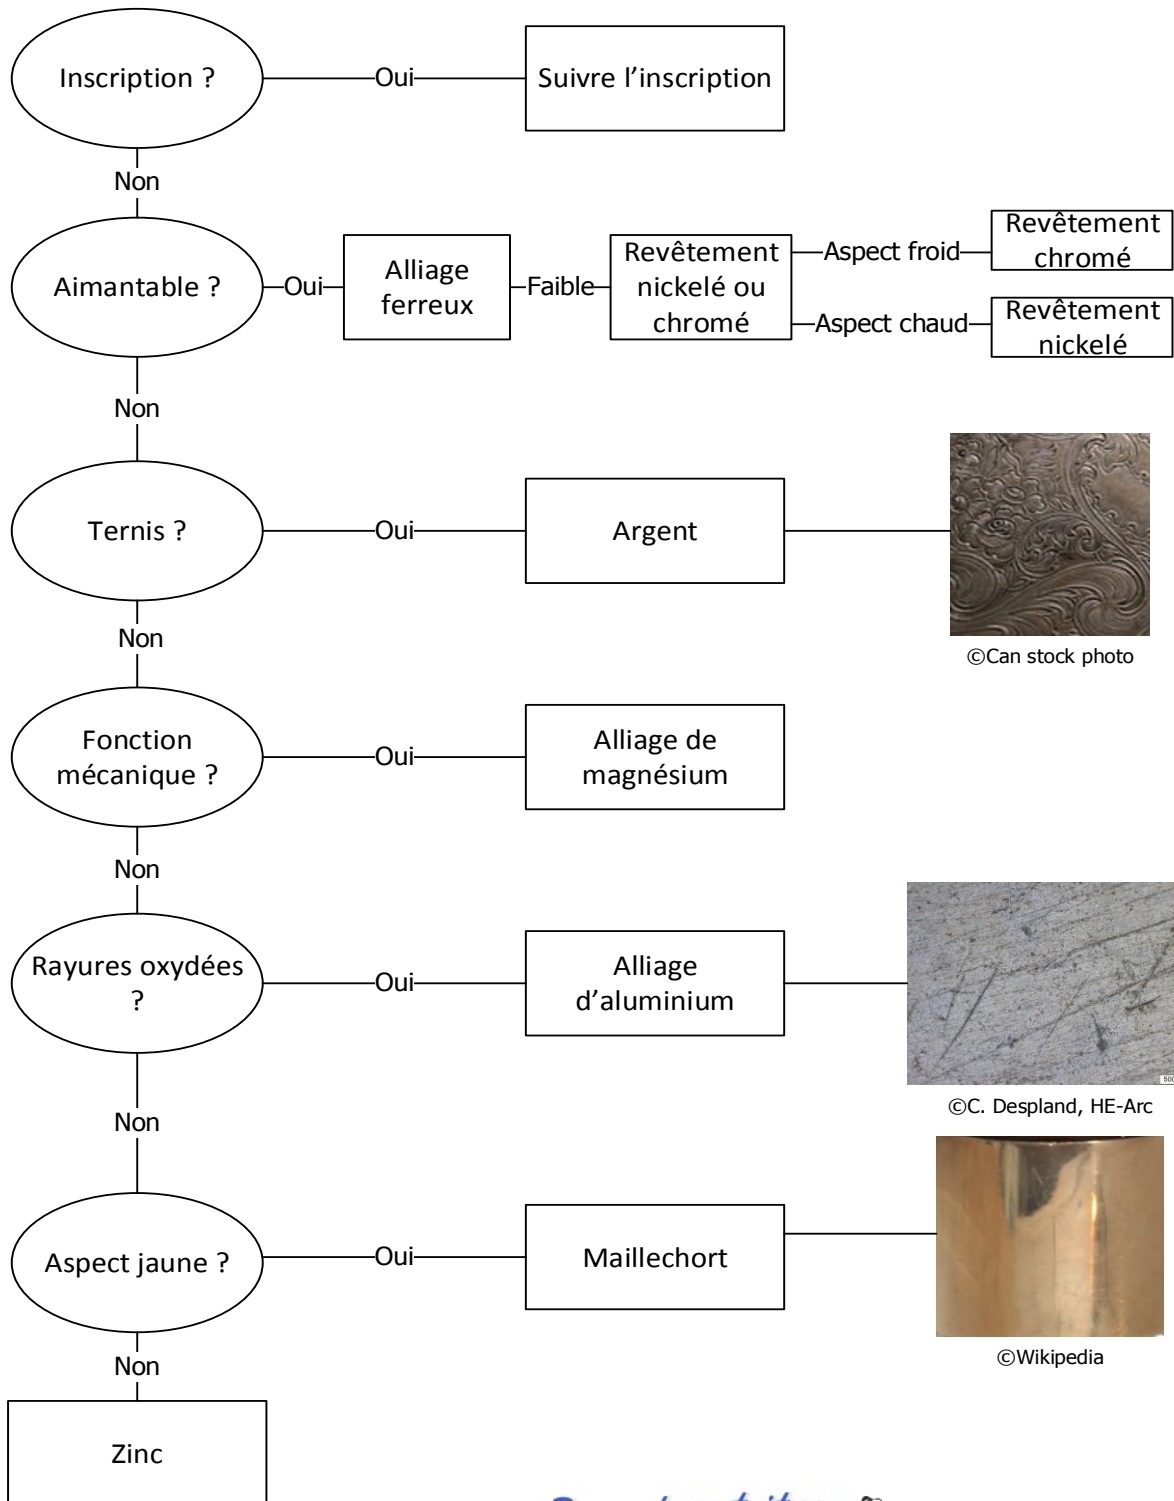 Inscription ?
Oui
Suivre l’inscription
Non
Aimantable ?
Oui
Alliage
ferreux
Faible
Revêtement
nickelé ou
chromé
Aspect froid
Revêtement
chromé
Aspect chaud
Revêtement
nickelé
Non
Ternis ?
Oui
Argent
©Can stock photo
Non
Fonction
mécanique ?
Oui
Alliage de
magnésium
Non
Rayures oxydées
?
Oui
Alliage
d’aluminium
500
©C. Despland, HE-Arc
Non
Aspect jaune ?
Oui
Maillechort
©Wikipedia
Non
Zinc